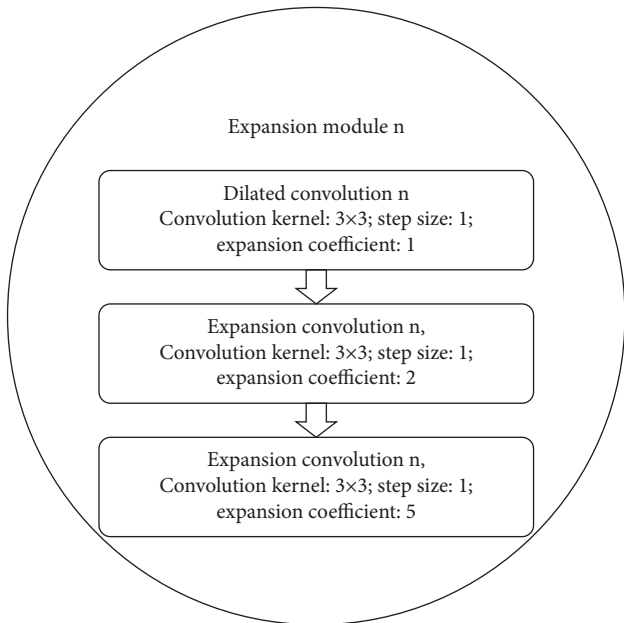 Expansion module n
Dilated convolution n
Convolution kernel: 3×3; step size: 1;
expansion coefficient: 1
Expansion convolution n,
Convolution kernel: 3×3; step size: 1;
expansion coefficient: 2
Expansion convolution n,
Convolution kernel: 3×3; step size: 1;
expansion coefficient: 5